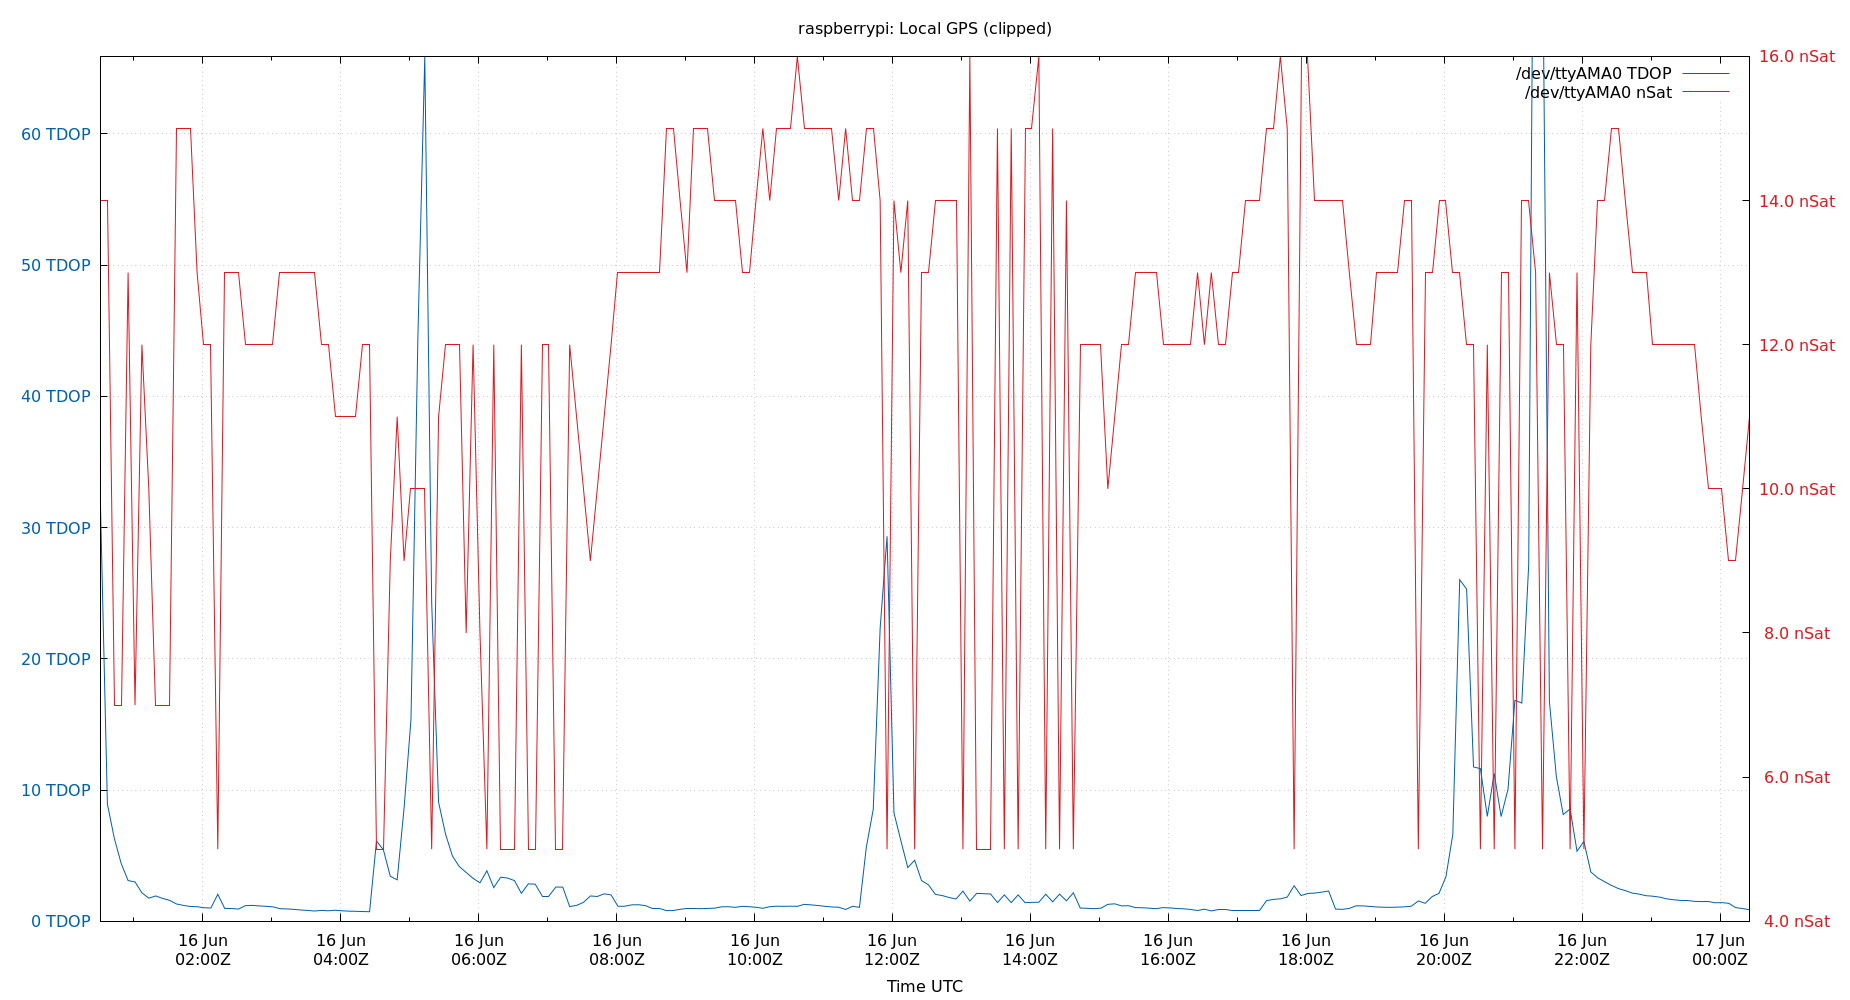 raspberrypi: Local GPS (clipped)
16.0 nSat
/dev/ttyAMA0 TDOP
/dev/ttyAMA0 nSat
60 TDOP
14.0 nSat
50 TDOP
12.0 nSat
40 TDOP
10.0 nSat
30 TDOP
8.0 nSat
20 TDOP
6.0 nSat
10 TDOP
0 TDOP
4.0 nSat
16 Jun 16 Jun 16 Jun 16 Jun 16 Jun 16 Jun 16 Jun 16 Jun 16 Jun 16 Jun 16 Jun 17 Jun
02:00Z 04:00Z 06:00Z 08:00Z 10:00Z 12:00Z 14:00Z 16:00Z 18:00Z 20:00Z 22:00Z 00:00Z
Time UTC